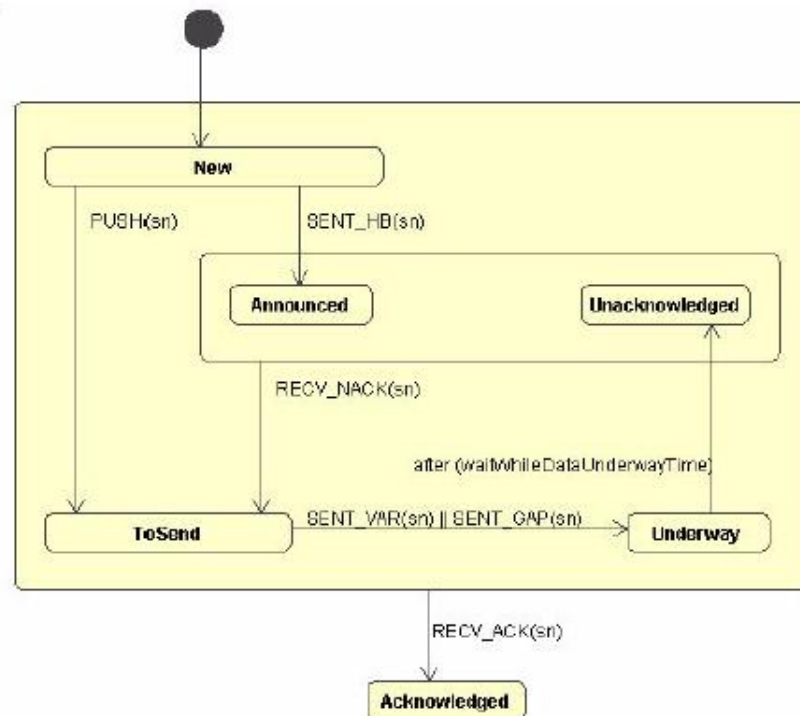 New
PUSH(sn)
SENT_HB(sn)
Announced
Unacknowledged
RECV_NACK(sn)
after (waitWhileDataUnderwayTime)
ToSend
SENT_VAR(sn) || SENT_GAP(sn)
Underway
RECV_ACK(sn)
Acknowledged